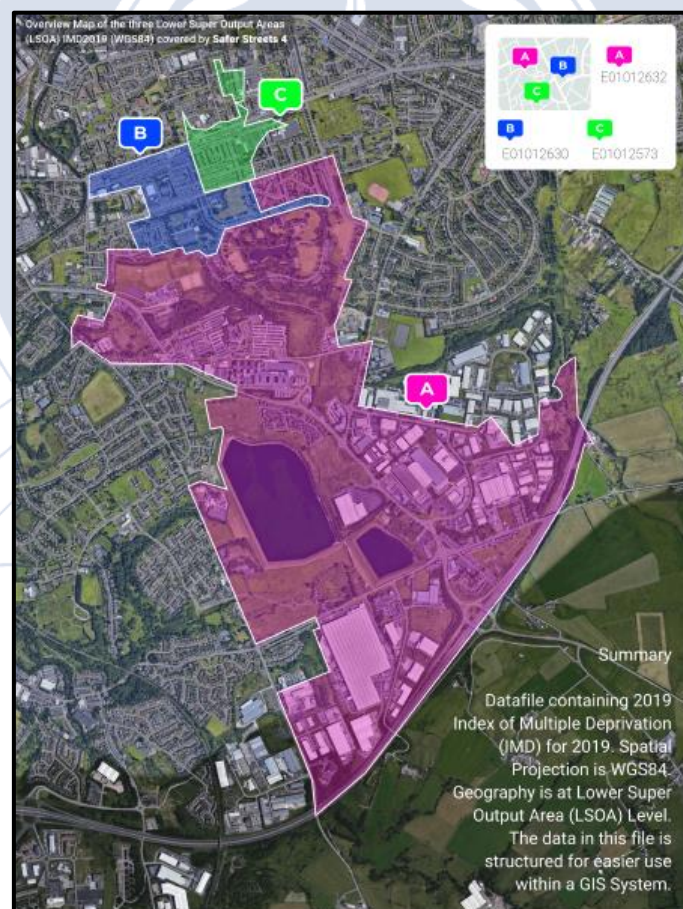 Overview Map of the three Lower Super Output Areas
(LSOA) IMD2019 (WGS84) covered by Safer Streets 4
A
B
C
A
E01012632
B
E01012630
C
E01012573
C
B
A
Summary
Datafile containing 2019
Index of Multiple Deprivation
(IMD) for 2019. Spatial
Projection is WGS84.
Geography is at Lower Super
Output Area (LSOA) Level.
The data in this file is
structured for easier use
within a GIS System.